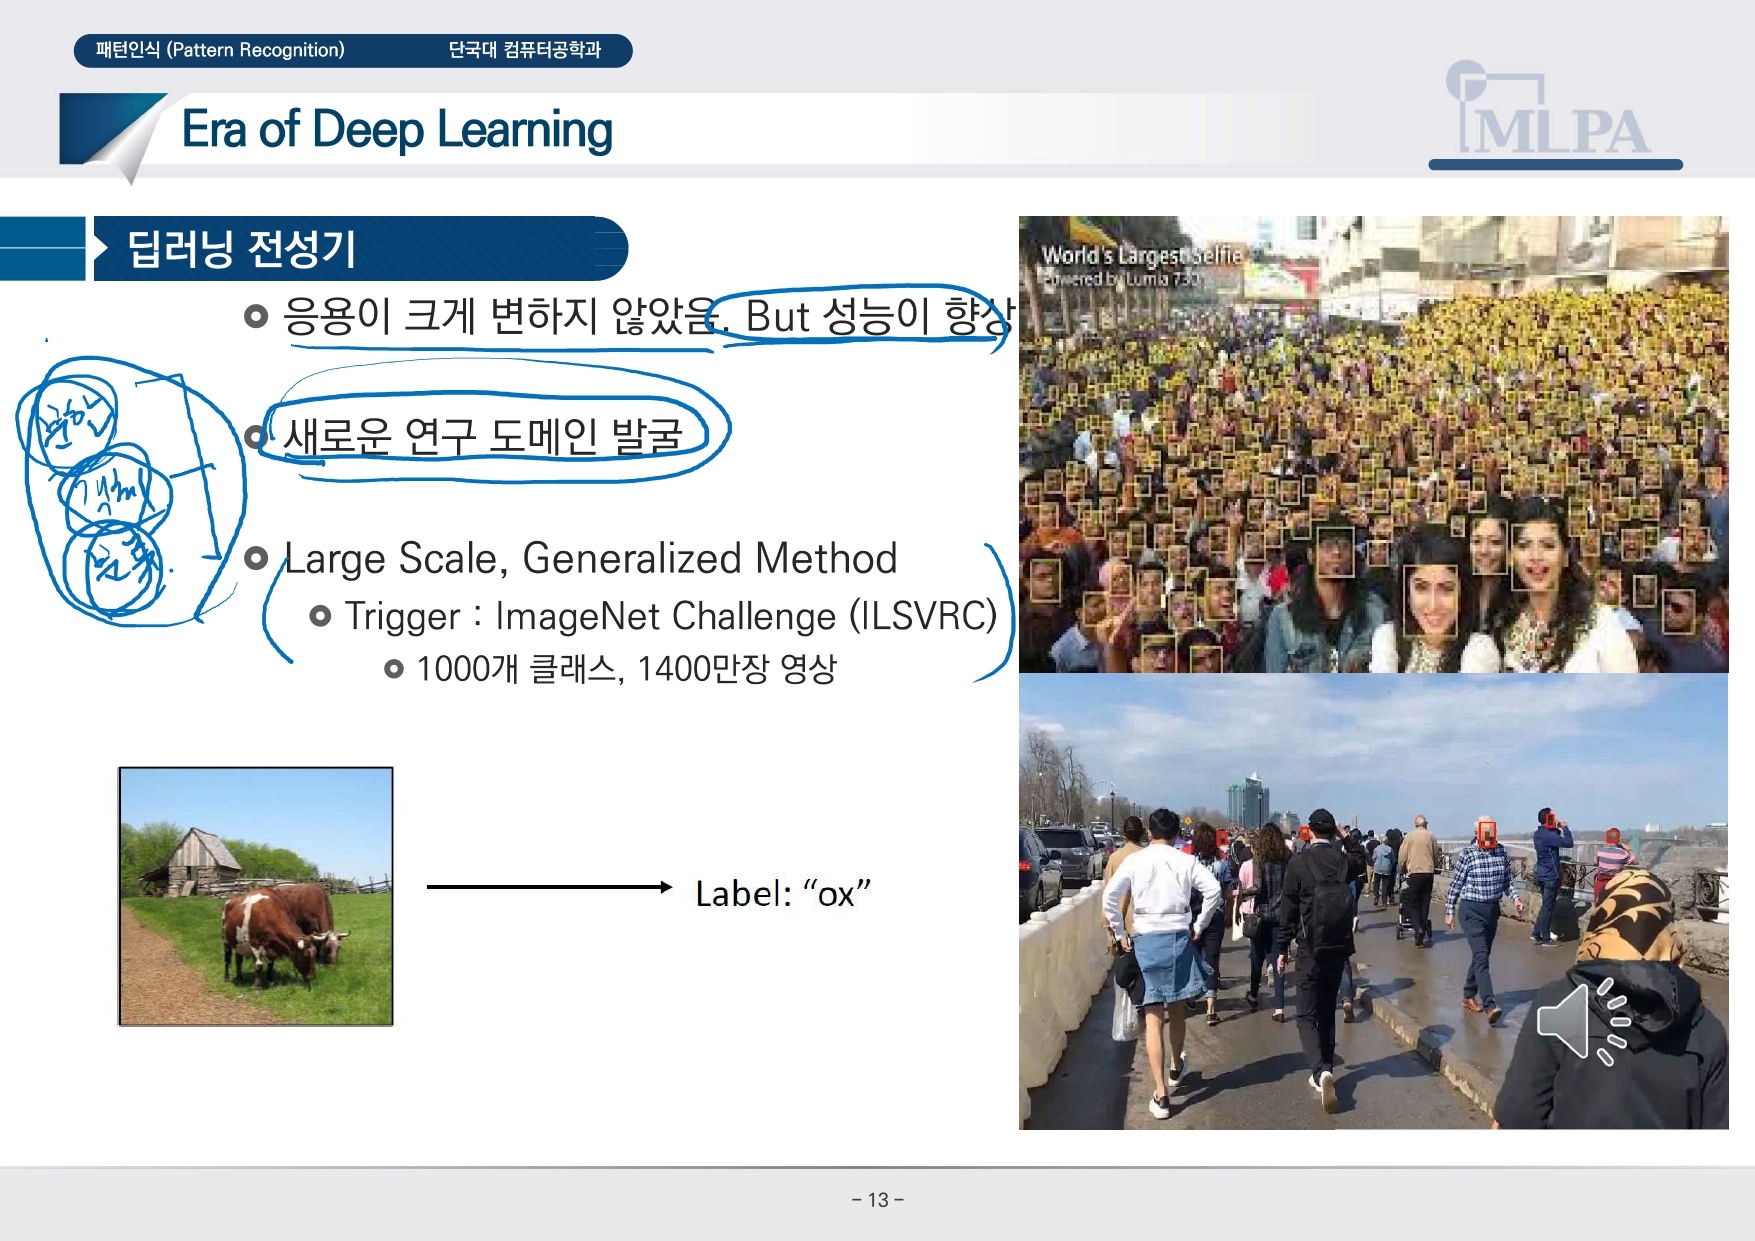 패턴인식 (Pattern Recognition) 단국대 컴퓨터공학과
MLPA
Era of Deep Learning
딥러닝 전성기
응용이 크게 변하지 않았음. But 성능이 향상
새로운 연구 도메인 발굴
Large Scale, Generalized Method
Trigger : ImageNet Challenge (ILSVRC)
1000개 클래스, 1400만장 영상
World's Largest Selfie
Powered by Lumia 730
Label: “ox”
- 13 -